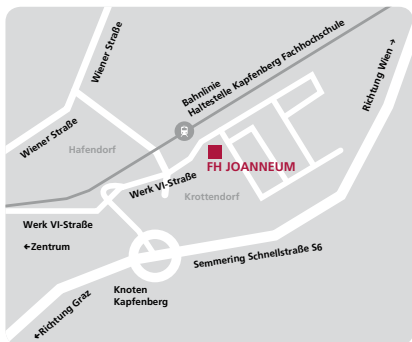 Wiener Straße
Bahnlinie
Haltestelle Kapfenberg Fachhochschule
Richtung Wien →
Wiener Straße
Hafendorf
FH JOANNEUM
Werk VI-Straße
Krottendorf
Werk VI-Straße
←Zentrum
Semmering Schnellstraße S6
Knoten
Kapfenberg
←Richtung Graz